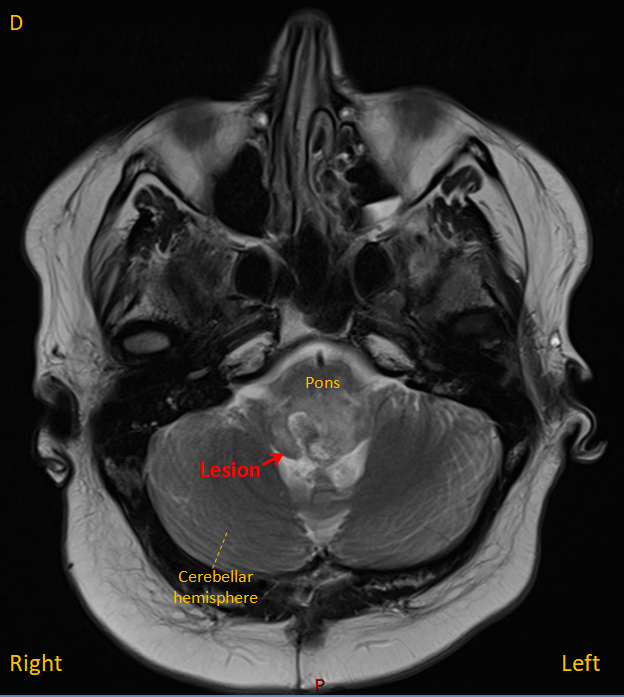 D
Pons
Lesion
Cerebellar
hemisphere
Right
Left
P